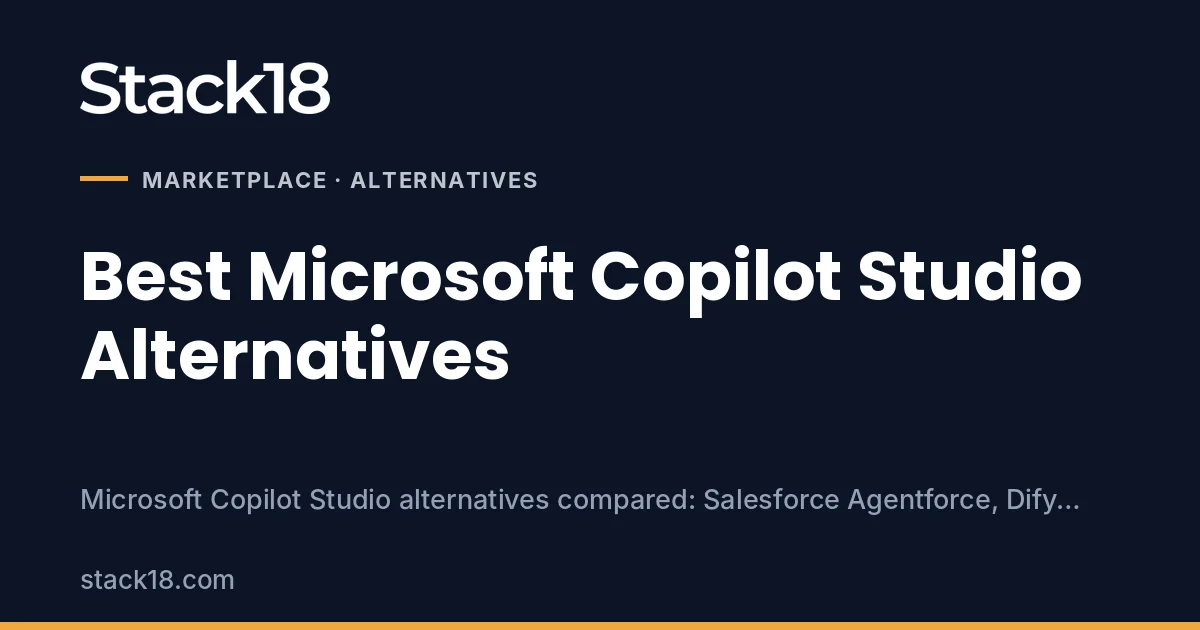 Stack18
MARKETPLACE · ALTERNATIVES
Best Microsoft Copilot Studio
Alternatives
Microsoft Copilot Studio alternatives compared: Salesforce Agentforce, Dify...
stack18.com